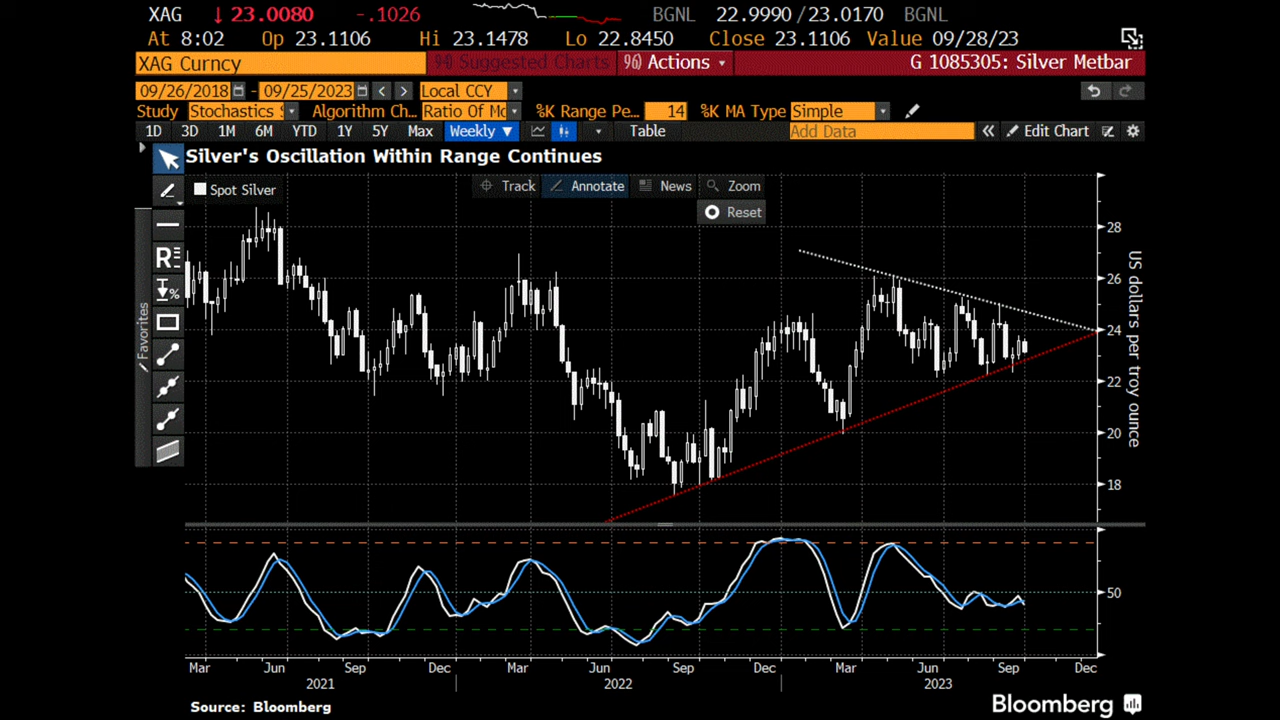 XAG ↓ 23.0080 -.1026 BGNL 22.9990/23.0170 BGNL
At 8:02 Op 23.1106 Hi 23.1478 Lo 22.8450 Close 23.1106 Value 09/28/23
XAG Curncy 94) Suggested Charts 96) Actions G 1085305: Silver Metbar
09/26/2018 - 09/25/2023 Local CCY
Study Stochastics Algorithm Ch... Ratio Of Mo %K Range Pe... 14 %K MA Type Simple
1D 3D 1M 6M YTD 1Y 5Y Max Weekly ▼ Table Add Data « Edit Chart
Silver's Oscillation Within Range Continues
Spot Silver Track Annotate News Zoom
Reset
28
26
24
22
20
18
US dollars per troy ounce
R
%
Favorites
50
Mar Jun Sep Dec Mar Jun Sep Dec Mar Jun Sep Dec
2021 2022 2023
Source: Bloomberg
Bloomberg